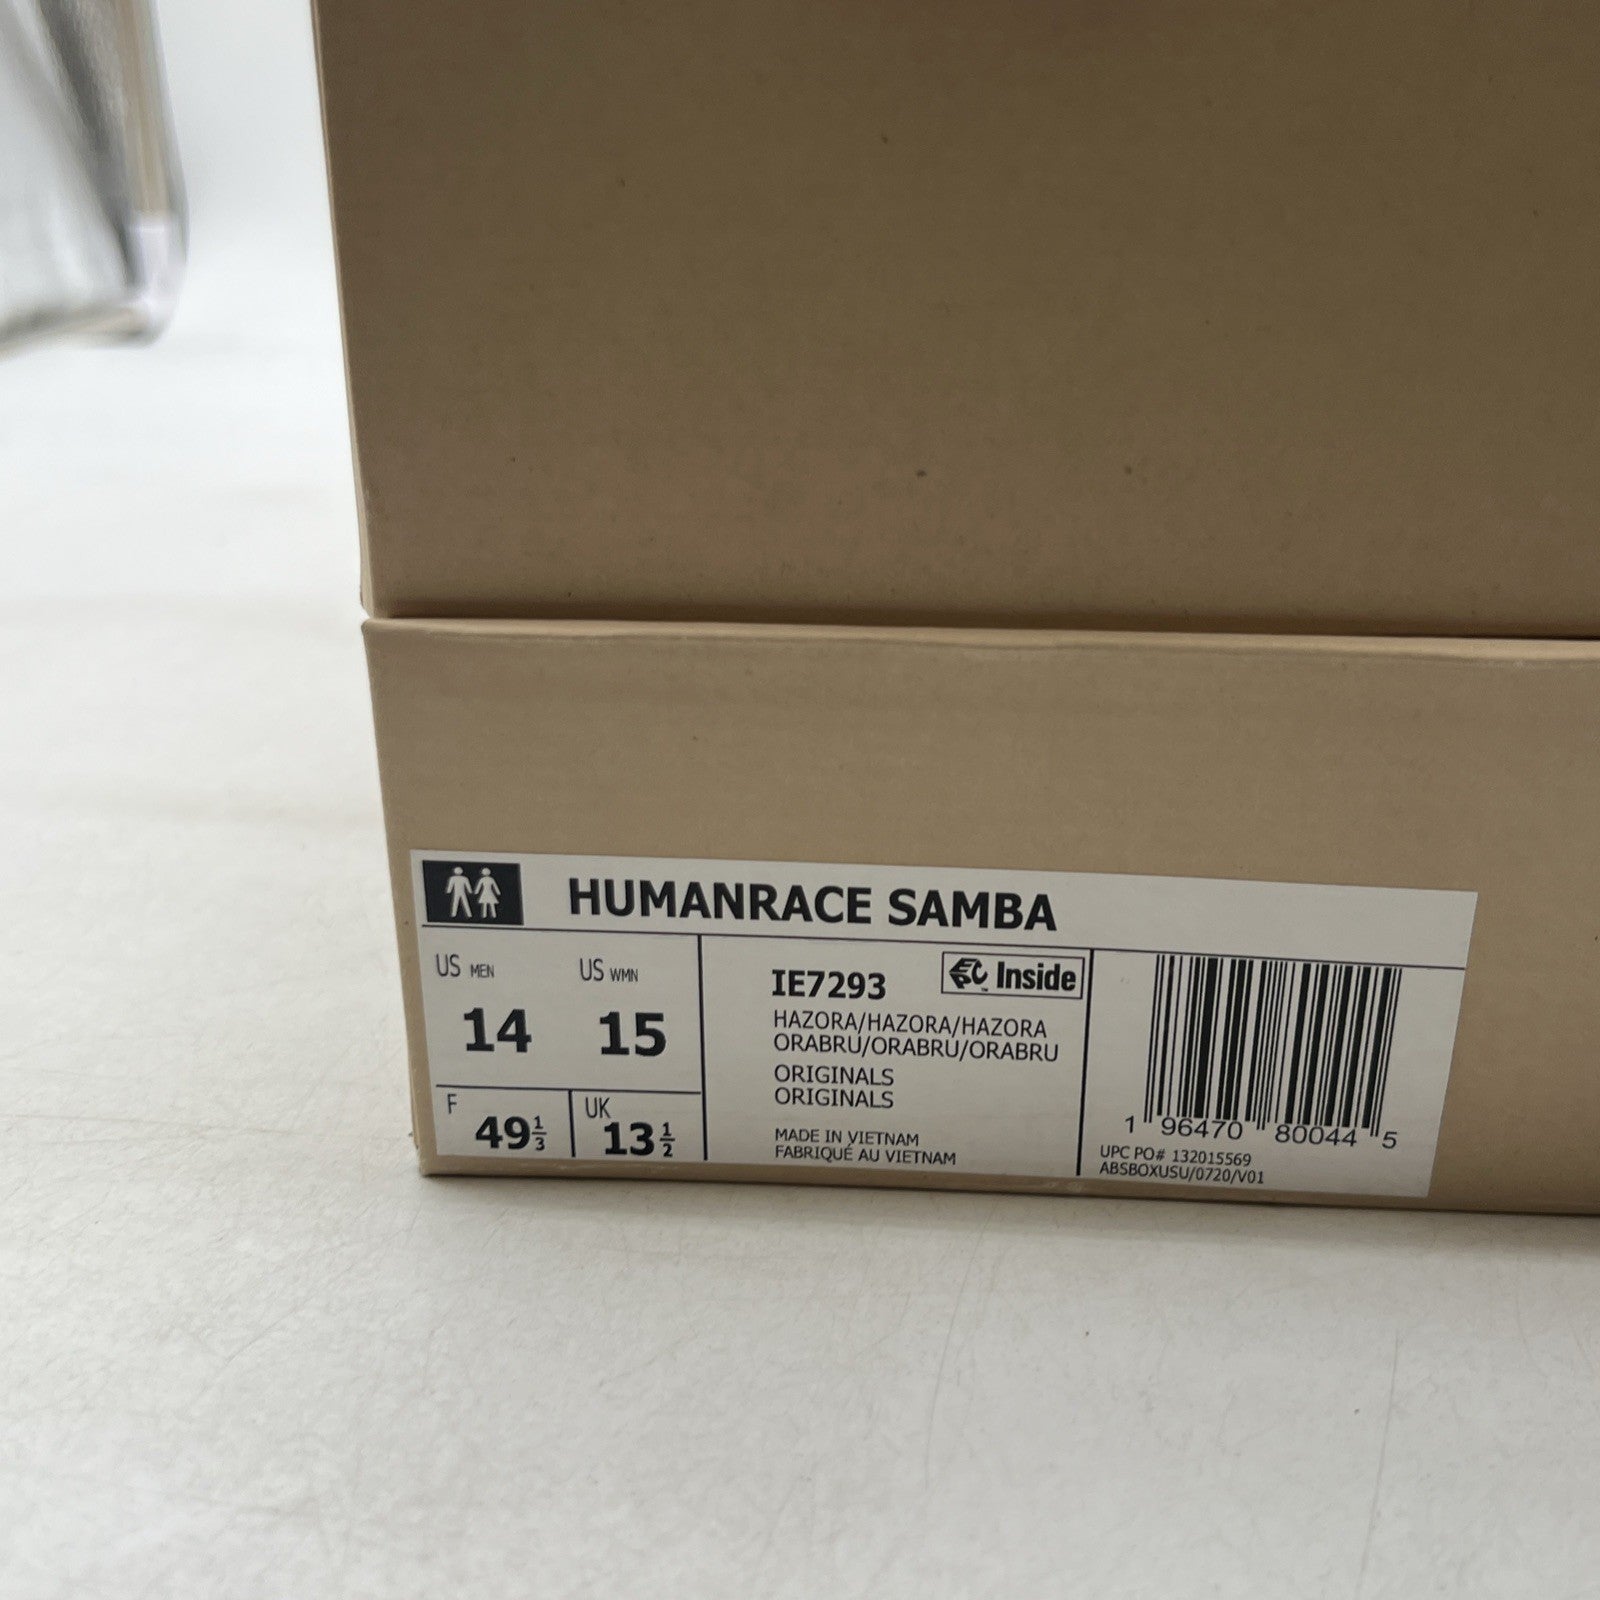 HUMANRACE SAMBA
US MEN US WMN
14 15
F 49 1/3 UK 13 1/2
IE7293 Inside
HAZORA/HAZORA/HAZORA
ORABRU/ORABRU/ORABRU
ORIGINALS
ORIGINALS
MADE IN VIETNAM
FABRIQUÉ AU VIETNAM
1 96470 80044 5
UPC PO# 132015569
ABSBOXUSU/0720/V01